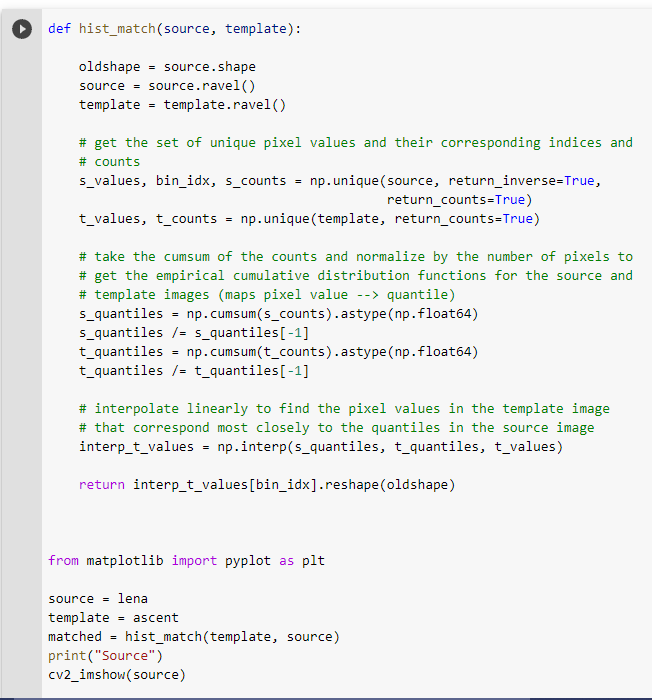 def hist_match(source, template):
oldshape = source.shape
source = source.ravel()
template = template.ravel()
# get the set of unique pixel values and their corresponding indices and
# counts
s_values, bin_idx, s_counts = np.unique(source, return_inverse=True,
return_counts=True)
t_values, t_counts = np.unique(template, return_counts=True)
# take the cumsum of the counts and normalize by the number of pixels to
# get the empirical cumulative distribution functions for the source and
# template images (maps pixel value --> quantile)
s_quantiles = np.cumsum(s_counts).astype(np.float64)
s_quantiles /= s_quantiles[-1]
t_quantiles = np.cumsum(t_counts).astype(np.float64)
t_quantiles /= t_quantiles[-1]
# interpolate linearly to find the pixel values in the template image
# that correspond most closely to the quantiles in the source image
interp_t_values = np.interp(s_quantiles, t_quantiles, t_values)
return interp_t_values[bin_idx].reshape(oldshape)
from matplotlib import pyplot as plt
source = lena
template = ascent
matched = hist_match(template, source)
print("Source")
cv2_imshow(source)